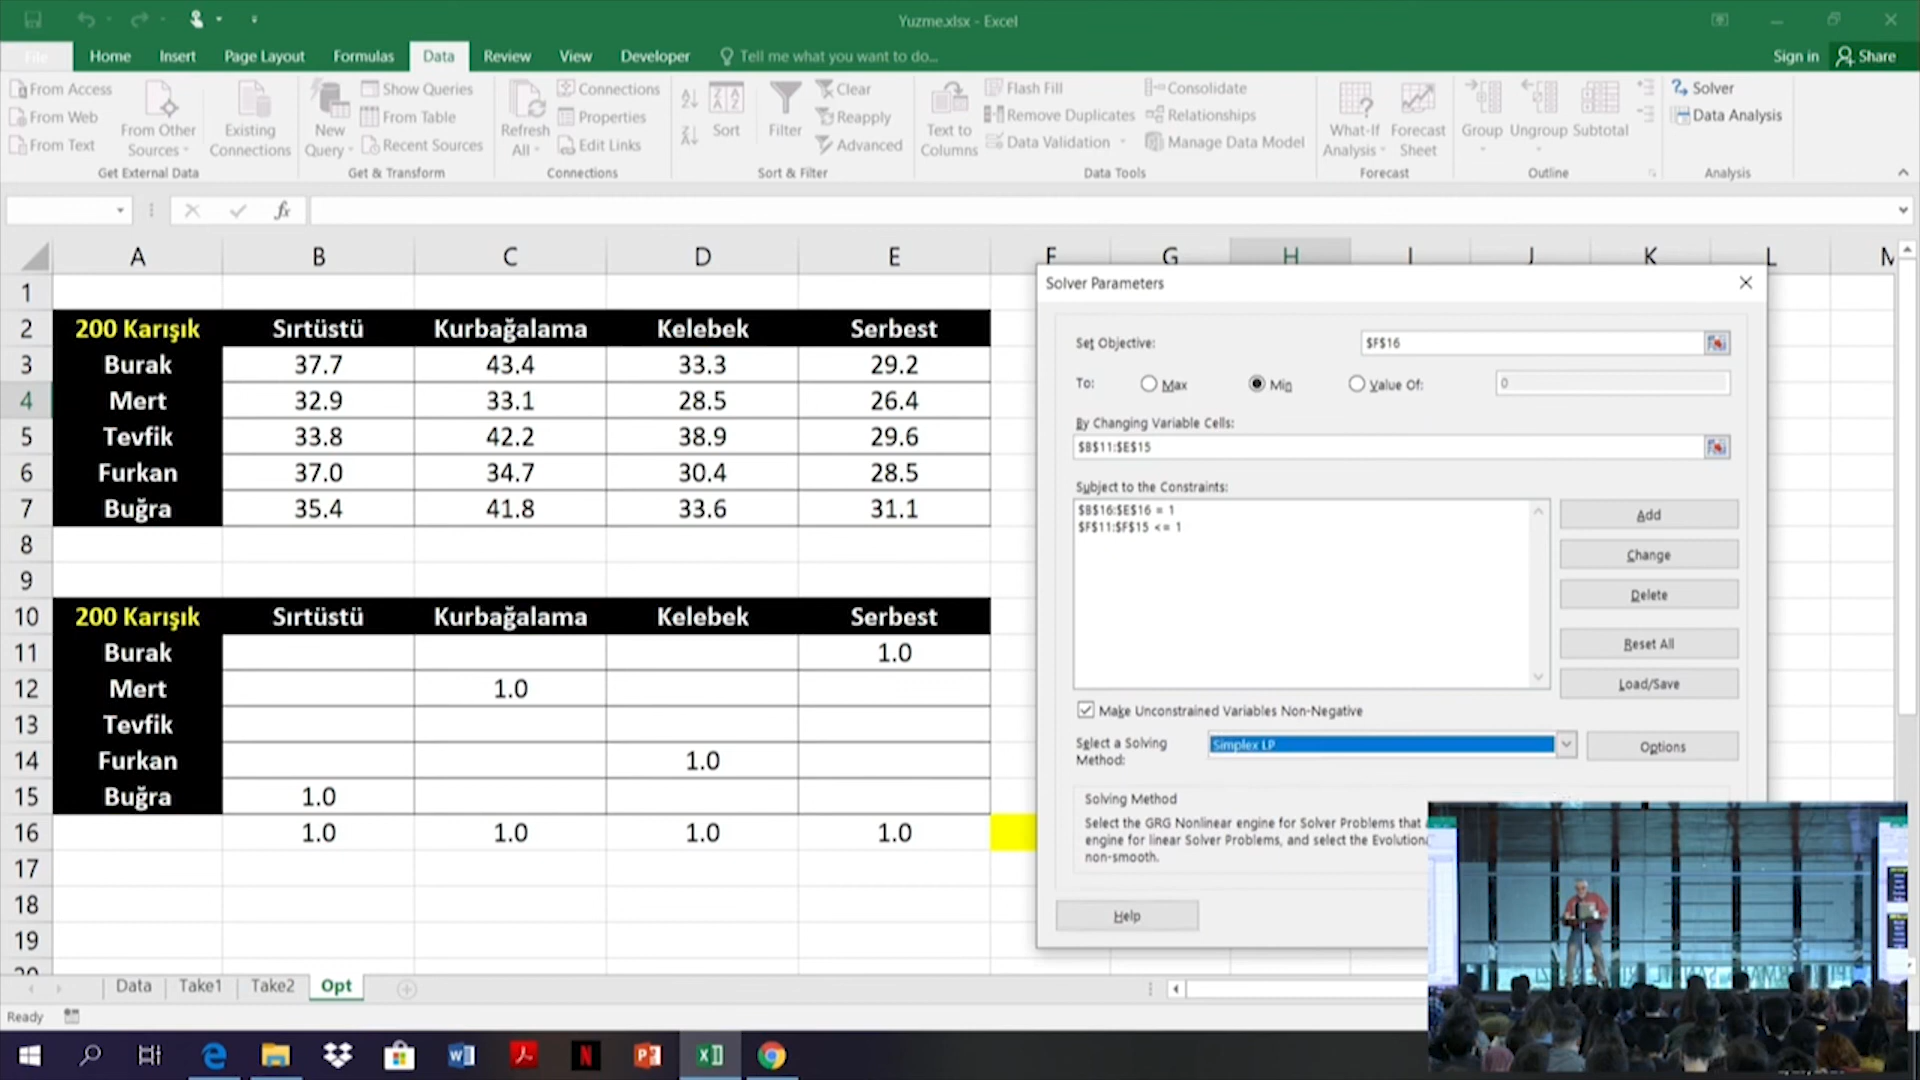 Yuzme.xlsx - Excel
File Home Insert Page Layout Formulas Data Review View Developer Tell me what you want to do... Sign in Share
From Access
From Web
From Text
From Other Sources
Existing Connections
Get External Data
New Query
Show Queries
From Table
Recent Sources
Get & Transform
Refresh All
Connections
Properties
Edit Links
Connections
Sort
Filter
Clear
Reapply
Advanced
Sort & Filter
Text to Columns
Flash Fill
Remove Duplicates
Data Validation
Consolidate
Relationships
Manage Data Model
Data Tools
What-If Analysis
Forecast Sheet
Forecast
Group
Ungroup
Subtotal
Outline
Solver
Data Analysis
Analysis
fx
A B C D E F G H I J K L M
1
2 200 Karışık Sırtüstü Kurbağalama Kelebek Serbest
3 Burak 37.7 43.4 33.3 29.2
4 Mert 32.9 33.1 28.5 26.4
5 Tevfik 33.8 42.2 38.9 29.6
6 Furkan 37.0 34.7 30.4 28.5
7 Buğra 35.4 41.8 33.6 31.1
8
9
10 200 Karışık Sırtüstü Kurbağalama Kelebek Serbest
11 Burak 1.0
12 Mert 1.0
13 Tevfik
14 Furkan 1.0
15 Buğra 1.0
16 1.0 1.0 1.0 1.0
17
18
19
20
Solver Parameters
Set Objective: $F$16
To: Max Min Value Of: 0
By Changing Variable Cells:
$B$11:$E$15
Subject to the Constraints:
$B$16:$E$16 = 1
$F$11:$F$15 <= 1
Add
Change
Delete
Reset All
Load/Save
Make Unconstrained Variables Non-Negative
Select a Solving Method: Simplex LP Options
Solving Method
Select the GRG Nonlinear engine for Solver Problems that
engine for linear Solver Problems, and select the Evolutiona
non-smooth.
Help
Data Take1 Take2 Opt
Ready